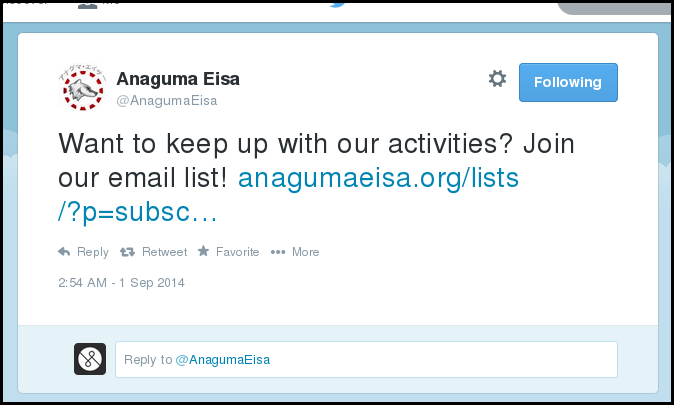 Anaguma Eisa
@AnagumaEisa
Following
Want to keep up with our activities? Join
our email list! anagumaeisa.org/lists
/?p=subsc…
Reply Retweet Favorite More
2:54 AM - 1 Sep 2014
Reply to @AnagumaEisa